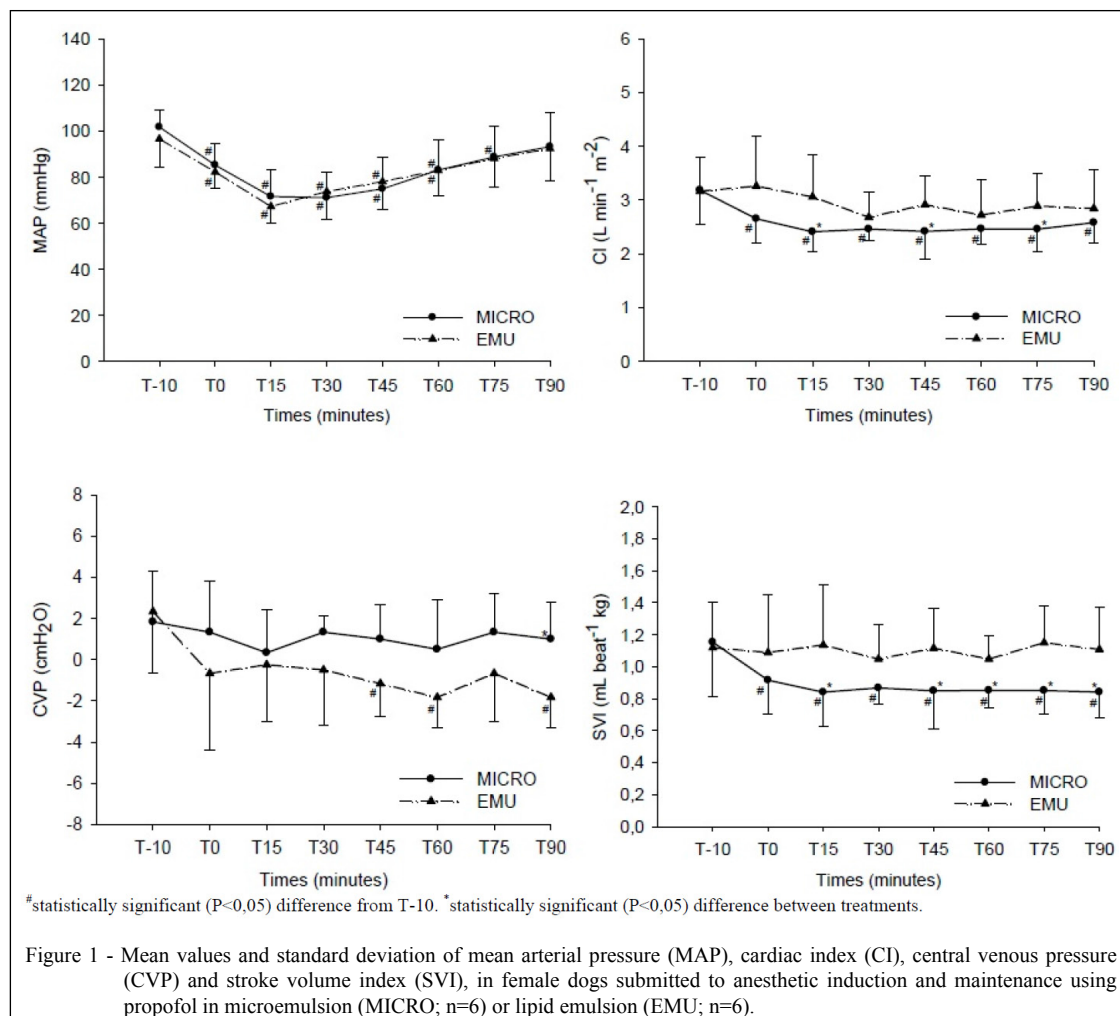 140
120
100
80
60
40
20
0
MAP (mmHg)
# # # # # #
# # # # #
MICRO
EMU
T-10 T0 T15 T30 T45 T60 T75 T90
Times (minutes)
6
5
4
3
2
1
0
CI (L min⁻¹ m⁻²)
* * *
# # # # # # #
MICRO
EMU
T-10 T0 T15 T30 T45 T60 T75 T90
Times (minutes)
8
6
4
2
0
-2
-4
-6
-8
CVP (cmH₂O)
*
# # #
MICRO
EMU
T-10 T0 T15 T30 T45 T60 T75 T90
Times (minutes)
2,0
1,8
1,6
1,4
1,2
1,0
0,8
0,6
0,4
0,2
0,0
SVI (mL beat⁻¹ kg)
* * * * *
# # # # # # #
MICRO
EMU
T-10 T0 T15 T30 T45 T60 T75 T90
Times (minutes)
#statistically significant (P<0,05) difference from T-10. *statistically significant (P<0,05) difference between treatments.
Figure 1 - Mean values and standard deviation of mean arterial pressure (MAP), cardiac index (CI), central venous pressure
(CVP) and stroke volume index (SVI), in female dogs submitted to anesthetic induction and maintenance using
propofol in microemulsion (MICRO; n=6) or lipid emulsion (EMU; n=6).